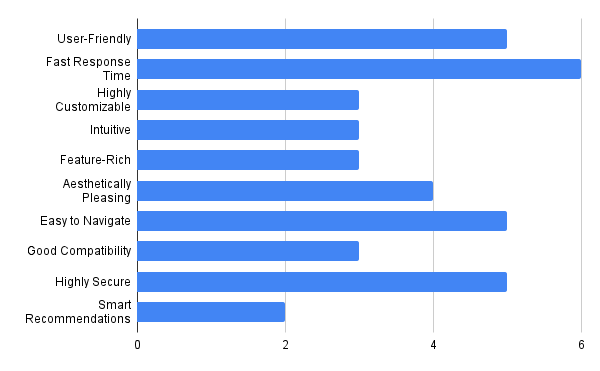 User-Friendly
Fast Response
Time
Highly
Customizable
Intuitive
Feature-Rich
Aesthetically
Pleasing
Easy to Navigate
Good Compatibility
Highly Secure
Smart
Recommendations
0 2 4 6